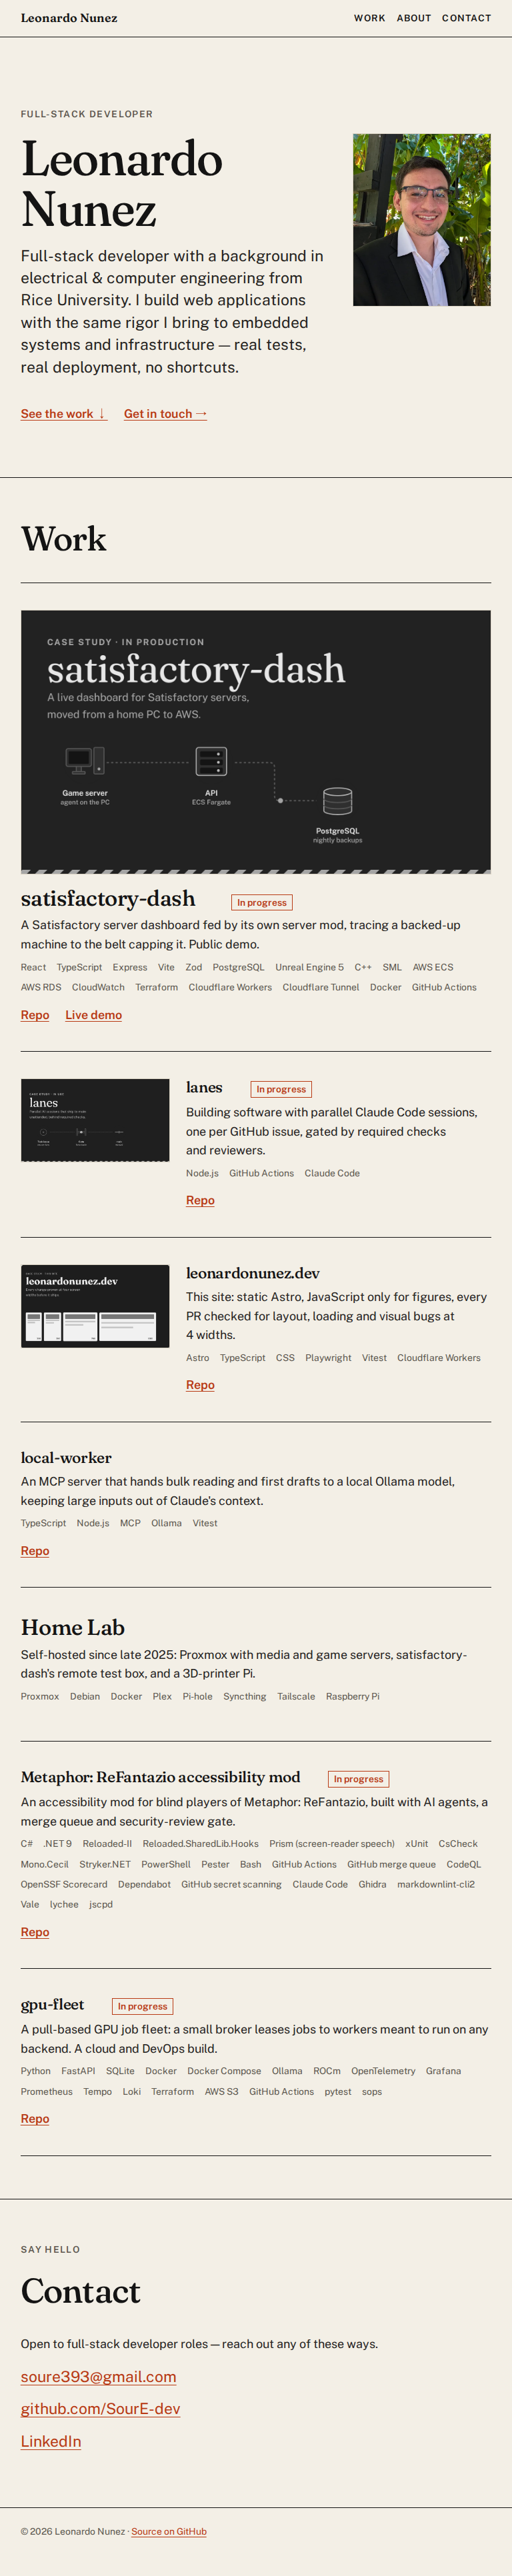 Leonardo Nunez
WORK ABOUT CONTACT
FULL-STACK DEVELOPER
Leonardo
Nunez
Full-stack developer with a background in
electrical & computer engineering from
Rice University. I build web applications
with the same rigor I bring to embedded
systems and infrastructure — real tests,
real deployment, no shortcuts.
See the work ↓ Get in touch →
Work
CASE STUDY · IN PRODUCTION
satisfactory-dash
A live dashboard for Satisfactory servers,
moved from a home PC to AWS.
Game server
agent on the PC
API
ECS Fargate
PostgreSQL
nightly backups
satisfactory-dash In progress
A Satisfactory server dashboard fed by its own server mod, tracing a backed-up
machine to the belt capping it. Public demo.
React TypeScript Express Vite Zod PostgreSQL Unreal Engine 5 C++ SML AWS ECS
AWS RDS CloudWatch Terraform Cloudflare Workers Cloudflare Tunnel Docker GitHub Actions
Repo Live demo
lanes
lanes In progress
Building software with parallel Claude Code sessions,
one per GitHub issue, gated by required checks
and reviewers.
Node.js GitHub Actions Claude Code
Repo
leonardonunez.dev
leonardonunez.dev
This site: static Astro, JavaScript only for figures, every
PR checked for layout, loading and visual bugs at
4 widths.
Astro TypeScript CSS Playwright Vitest Cloudflare Workers
Repo
local-worker
An MCP server that hands bulk reading and first drafts to a local Ollama model,
keeping large inputs out of Claude's context.
TypeScript Node.js MCP Ollama Vitest
Repo
Home Lab
Self-hosted since late 2025: Proxmox with media and game servers, satisfactory-
dash's remote test box, and a 3D-printer Pi.
Proxmox Debian Docker Plex Pi-hole Syncthing Tailscale Raspberry Pi
Metaphor: ReFantazio accessibility mod In progress
An accessibility mod for blind players of Metaphor: ReFantazio, built with AI agents, a
merge queue and security-review gate.
C# .NET 9 Reloaded-II Reloaded.SharedLib.Hooks Prism (screen-reader speech) xUnit CsCheck
Mono.Cecil Stryker.NET PowerShell Pester Bash GitHub Actions GitHub merge queue CodeQL
OpenSSF Scorecard Dependabot GitHub secret scanning Claude Code Ghidra markdownlint-cli2
Vale lychee jscpd
Repo
gpu-fleet In progress
A pull-based GPU job fleet: a small broker leases jobs to workers meant to run on any
backend. A cloud and DevOps build.
Python FastAPI SQLite Docker Docker Compose Ollama ROCm OpenTelemetry Grafana
Prometheus Tempo Loki Terraform AWS S3 GitHub Actions pytest sops
Repo
SAY HELLO
Contact
Open to full-stack developer roles — reach out any of these ways.
soure393@gmail.com
github.com/SourE-dev
LinkedIn
© 2026 Leonardo Nunez · Source on GitHub